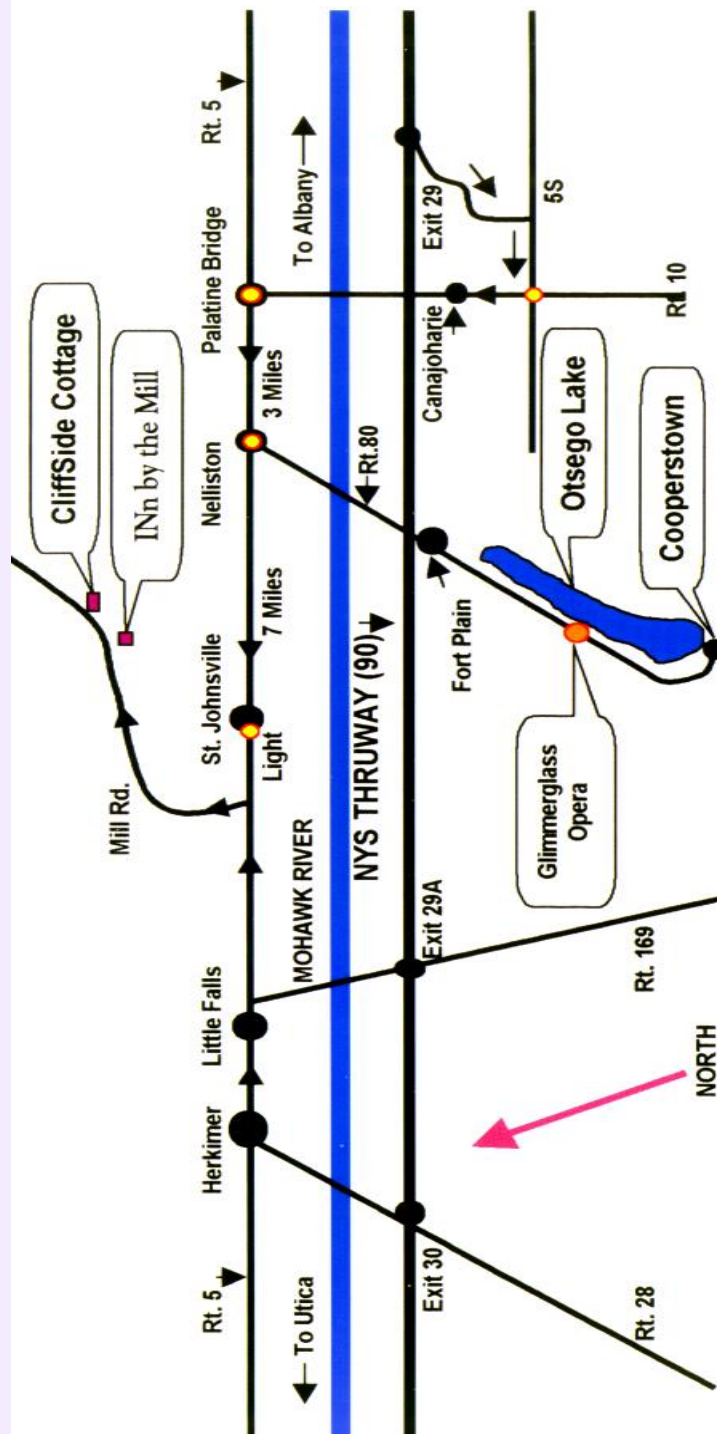 CliffSide Cottage
INn by the Mill
Mill Rd.
Rt. 5
Herkimer
Little Falls
St. Johnsville
Light
7 Miles
Nelliston
3 Miles
Palatine Bridge
Rt. 5
To Utica
MOHAWK RIVER
To Albany
NYS THRUWAY (90)
Rt.80
Exit 30
Exit 29A
Fort Plain
Canajoharie
Exit 29
5S
Rt. 28
NORTH
Rt. 169
Glimmerglass
Opera
Otsego Lake
Cooperstown
Rt. 10